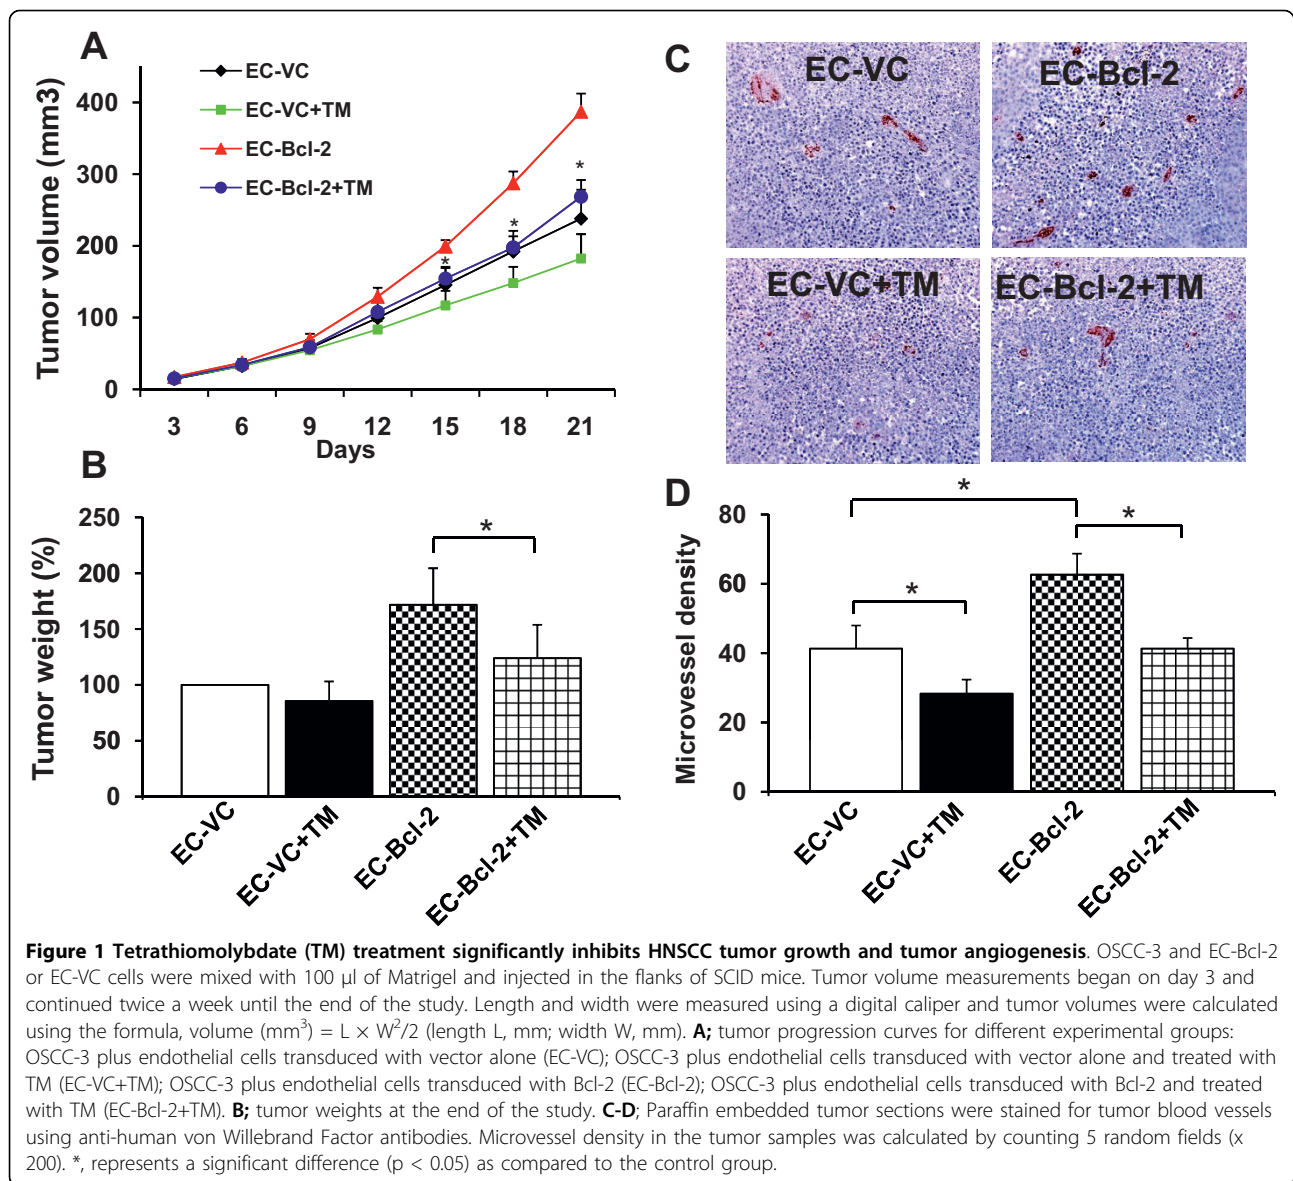 A
EC-VC
EC-VC+TM
EC-Bcl-2
EC-Bcl-2+TM
Tumor volume (mm3)
400
300
200
100
0
*
*
*
3 6 9 12 15 18 21
Days
B
Tumor weight (%)
250
200
150
100
50
0
*
EC-VC
EC-VC+TM
EC-Bcl-2
EC-Bcl-2+TM
C
EC-VC
EC-Bcl-2
EC-VC+TM
EC-Bcl-2+TM
D
Microvessel density
80
60
40
20
0
*
*
*
EC-VC
EC-VC+TM
EC-Bcl-2
EC-Bcl-2+TM
Figure 1 Tetrathiomolybdate (TM) treatment significantly inhibits HNSCC tumor growth and tumor angiogenesis. OSCC-3 and EC-Bcl-2
or EC-VC cells were mixed with 100 μl of Matrigel and injected in the flanks of SCID mice. Tumor volume measurements began on day 3 and
continued twice a week until the end of the study. Length and width were measured using a digital caliper and tumor volumes were calculated
using the formula, volume (mm³) = L × W²/2 (length L, mm; width W, mm). A; tumor progression curves for different experimental groups:
OSCC-3 plus endothelial cells transduced with vector alone (EC-VC); OSCC-3 plus endothelial cells transduced with vector alone and treated with
TM (EC-VC+TM); OSCC-3 plus endothelial cells transduced with Bcl-2 (EC-Bcl-2); OSCC-3 plus endothelial cells transduced with Bcl-2 and treated
with TM (EC-Bcl-2+TM). B; tumor weights at the end of the study. C-D; Paraffin embedded tumor sections were stained for tumor blood vessels
using anti-human von Willebrand Factor antibodies. Microvessel density in the tumor samples was calculated by counting 5 random fields (x
200). *, represents a significant difference (p < 0.05) as compared to the control group.